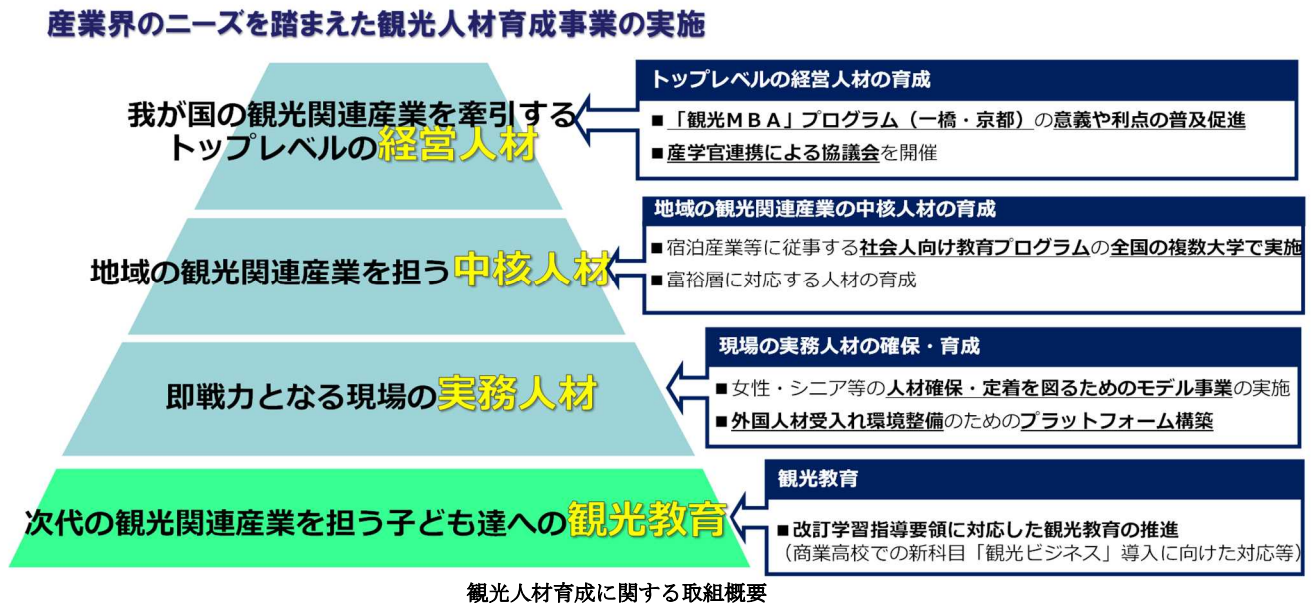 産業界のニーズを踏まえた観光人材育成事業の実施
我が国の観光関連産業を牽引する
トップレベルの経営人材
トップレベルの経営人材の育成
■「観光ＭＢＡ」プログラム（一橋・京都）の意義や利点の普及促進
■産学官連携による協議会を開催
地域の観光関連産業を担う中核人材
地域の観光関連産業の中核人材の育成
■宿泊産業等に従事する社会人向け教育プログラムの全国の複数大学で実施
■富裕層に対応する人材の育成
即戦力となる現場の実務人材
現場の実務人材の確保・育成
■女性・シニア等の人材確保・定着を図るためのモデル事業の実施
■外国人材受入れ環境整備のためのプラットフォーム構築
次代の観光関連産業を担う子ども達への観光教育
観光教育
■改訂学習指導要領に対応した観光教育の推進
（商業高校での新科目「観光ビジネス」導入に向けた対応等）
観光人材育成に関する取組概要